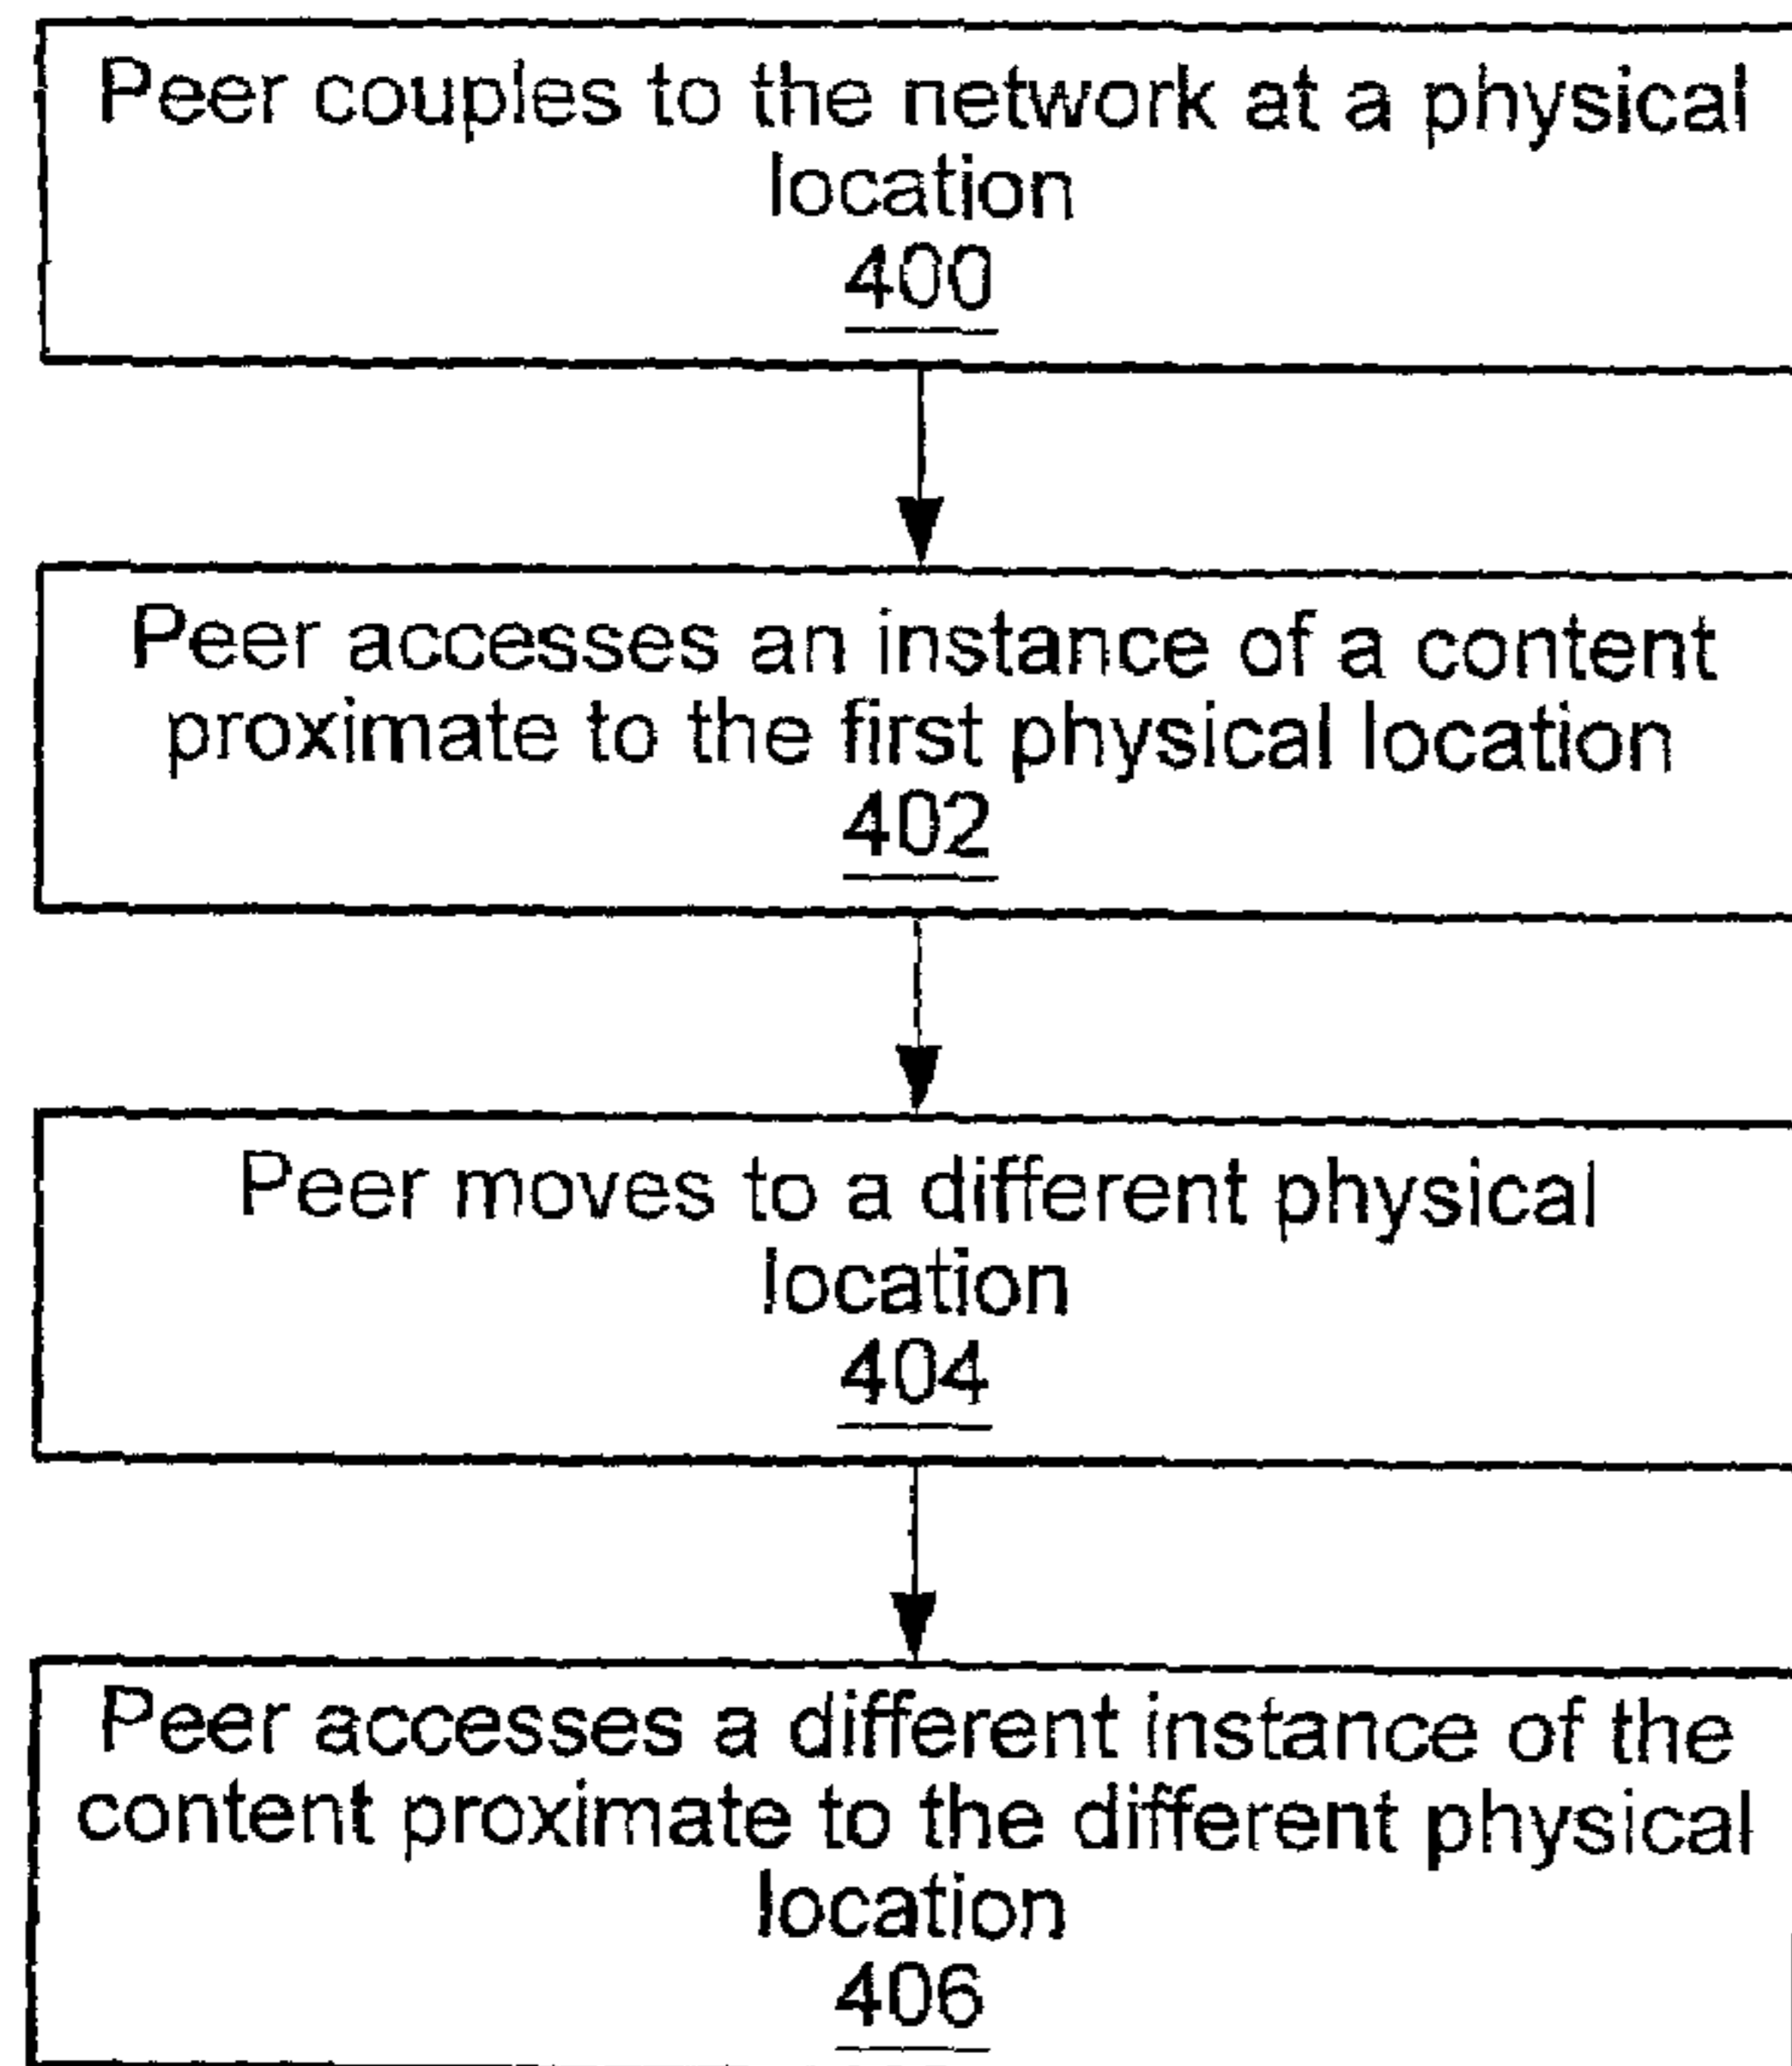 Peer couples to the network at a physical
location
400
Peer accesses an instance of a content
proximate to the first physical location
402
Peer moves to a different physical
location
404
Peer accesses a different instance of the
content proximate to the different physical
location
406